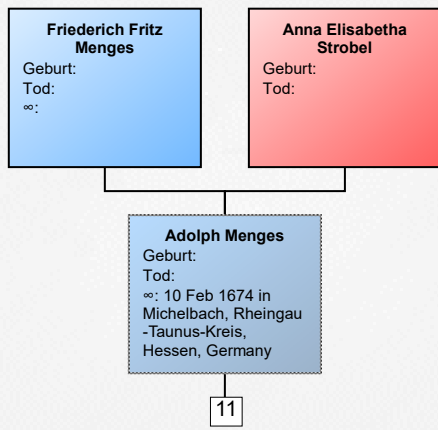 Friederich Fritz
Menges
Geburt:
Tod:
∞:
Anna Elisabetha
Strobel
Geburt:
Tod:
Adolph Menges
Geburt:
Tod:
∞: 10 Feb 1674 in
Michelbach, Rheingau
-Taunus-Kreis,
Hessen, Germany
11